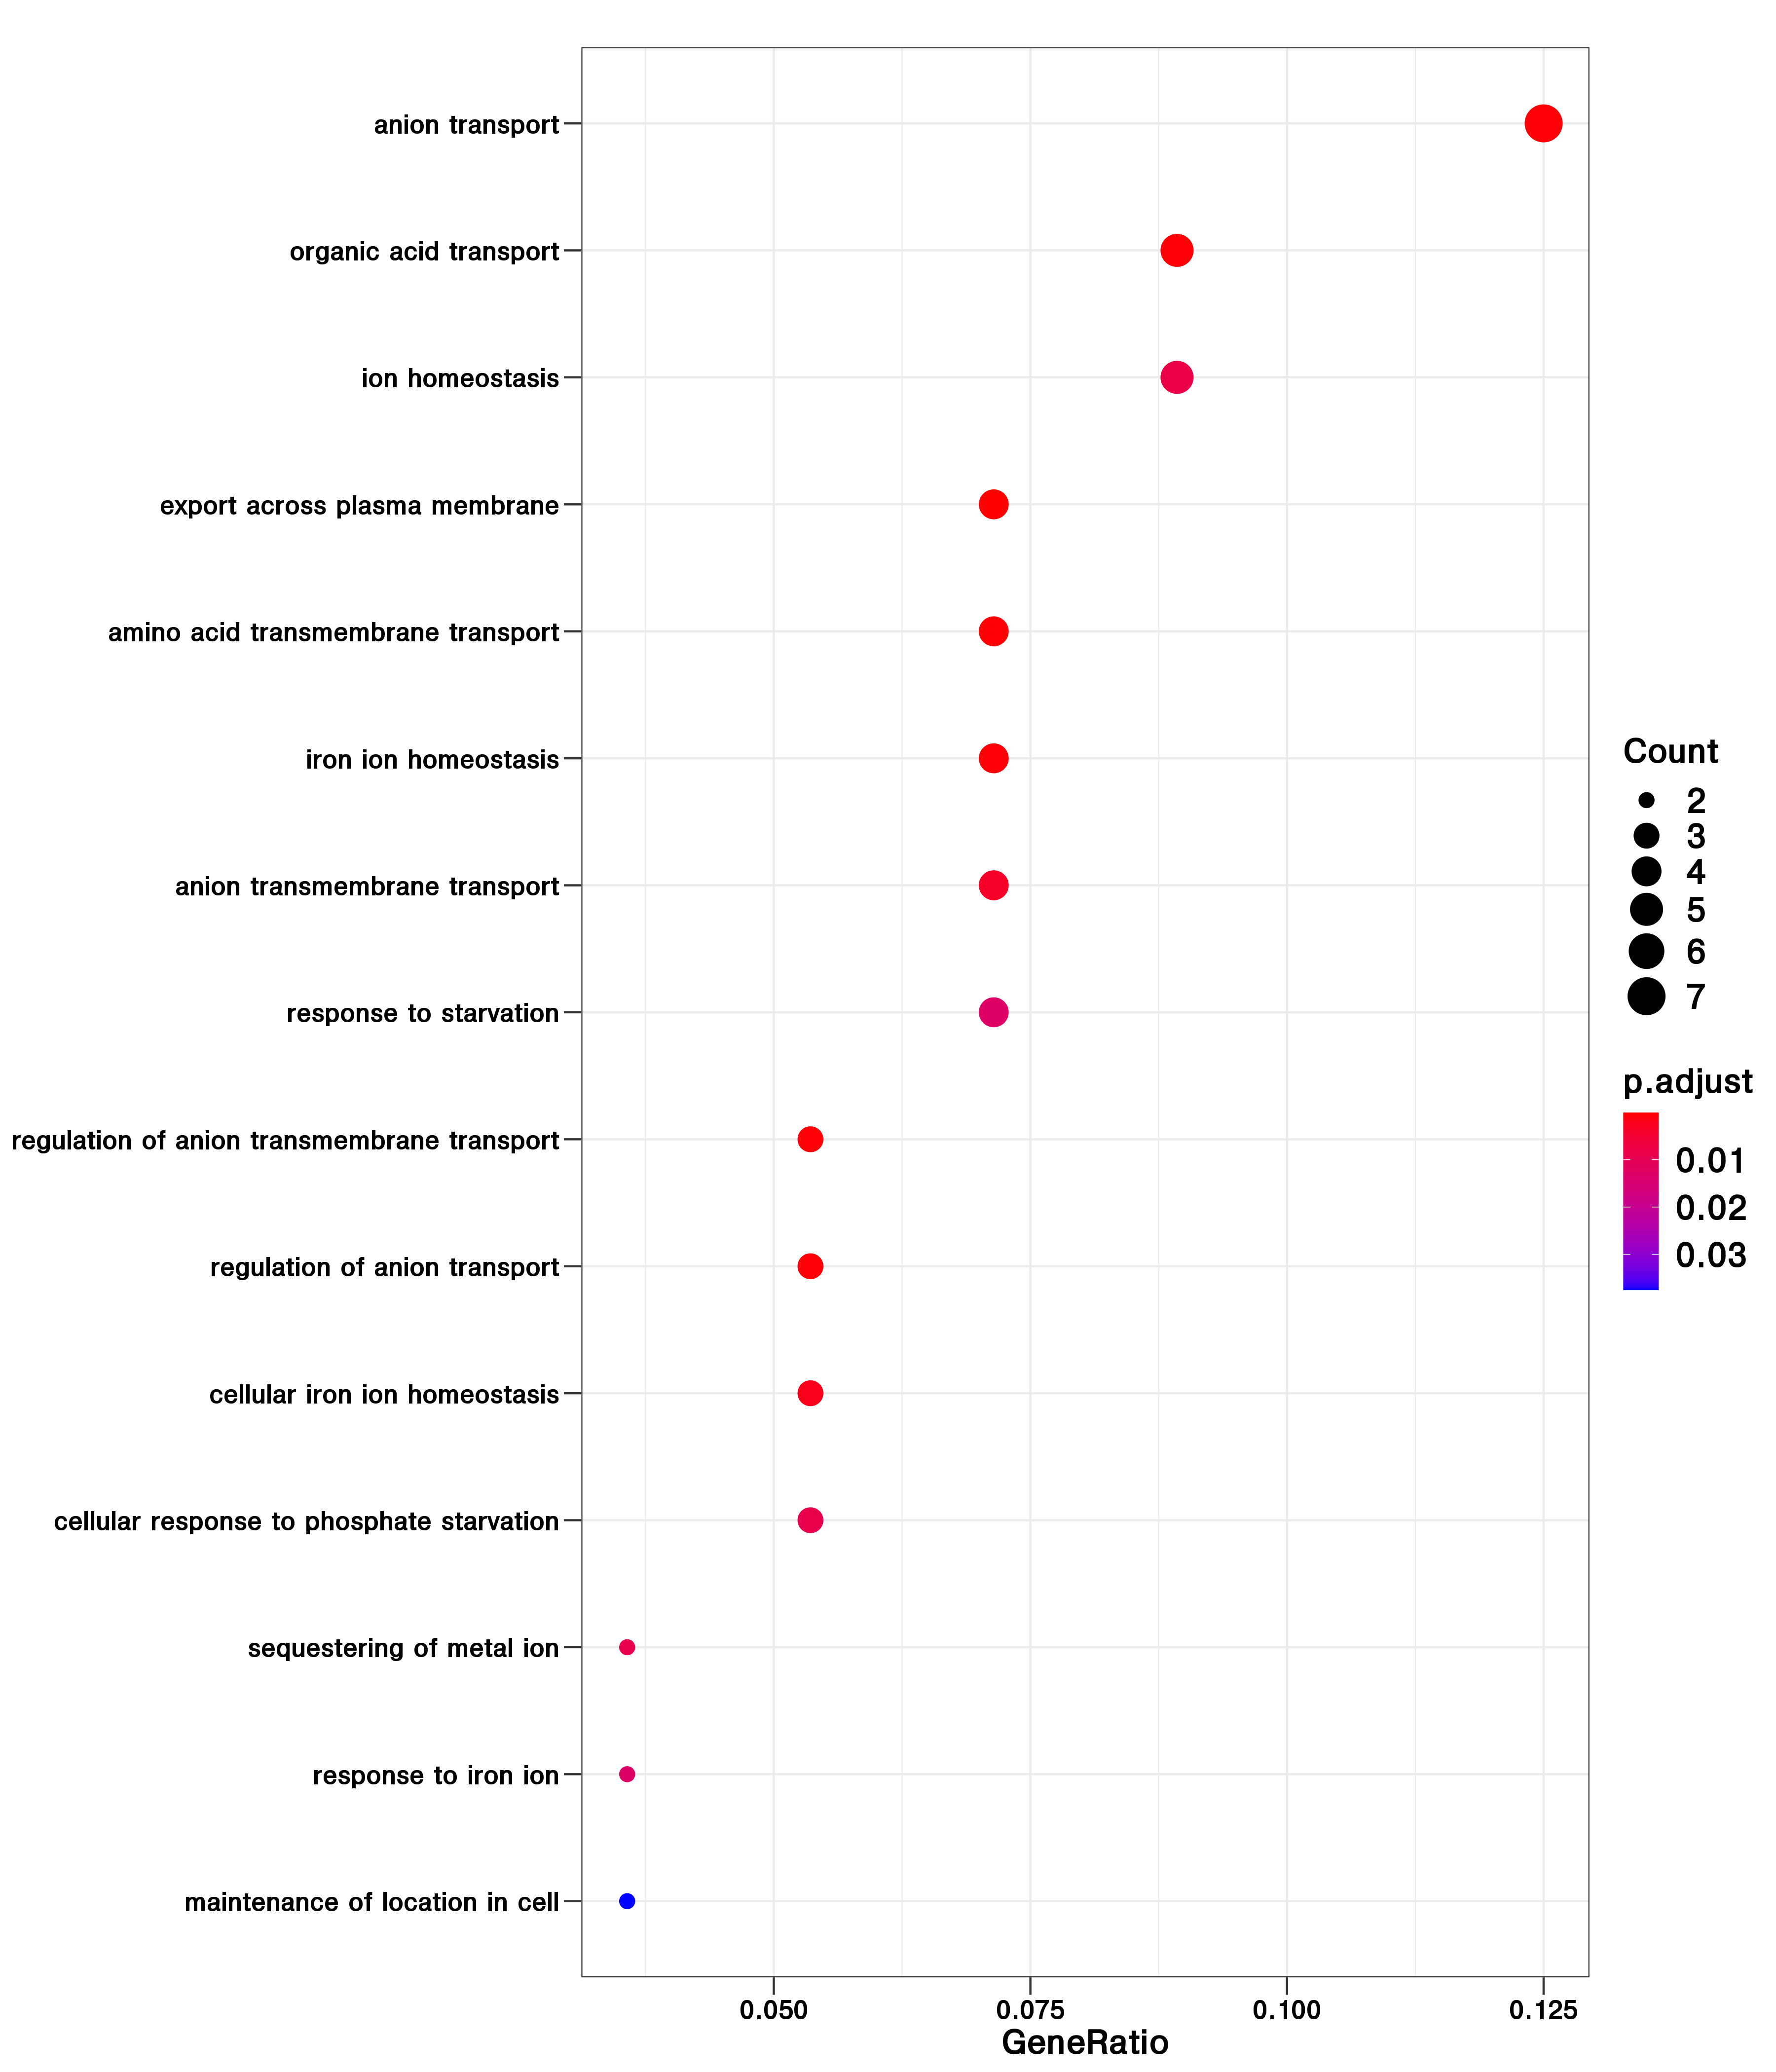 anion transport
organic acid transport
ion homeostasis
export across plasma membrane
amino acid transmembrane transport
iron ion homeostasis
anion transmembrane transport
response to starvation
regulation of anion transmembrane transport
regulation of anion transport
cellular iron ion homeostasis
cellular response to phosphate starvation
sequestering of metal ion
response to iron ion
maintenance of location in cell
0.050 0.075 0.100 0.125
GeneRatio
Count
2
3
4
5
6
7
p.adjust
0.01
0.02
0.03